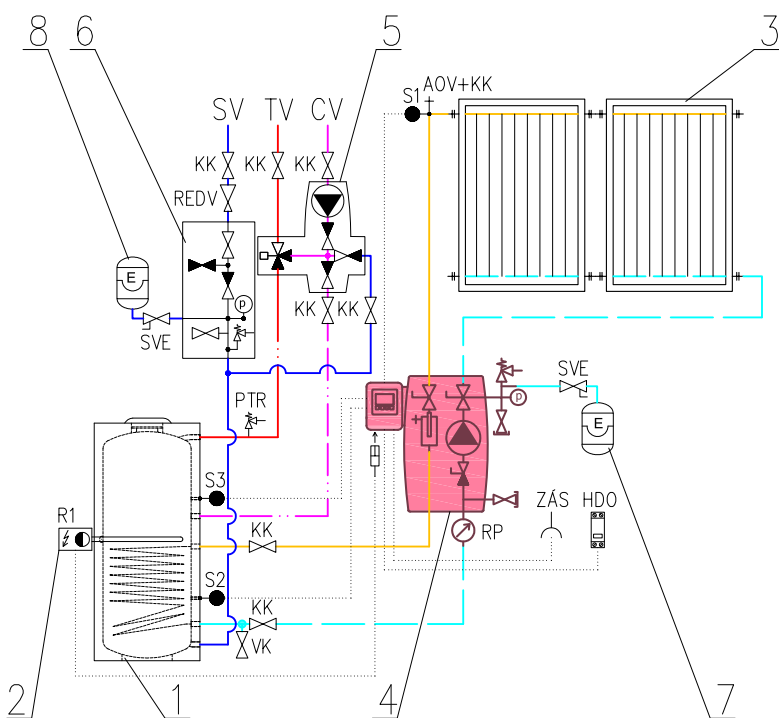 8 6 5 3
SV TV CV
S1 AOV+KK
KK KK KK
REDV
E
P
SVE
KK KK
SVE
PTR
P
E
S3
R1
KK
RP
ZÁS HDO
S2
KK
VK
2 1 4 7